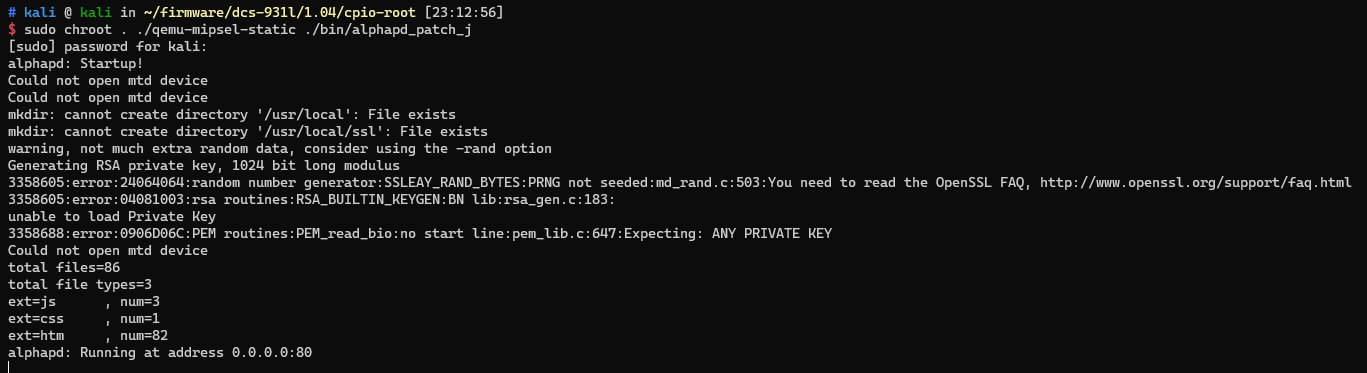 # kali @ kali in ~/firmware/dcs-931l/1.04/cpio-root [23:12:56]
$ sudo chroot . ./qemu-mipsel-static ./bin/alphapd_patch_j
[sudo] password for kali:
alphapd: Startup!
Could not open mtd device
Could not open mtd device
mkdir: cannot create directory '/usr/local': File exists
mkdir: cannot create directory '/usr/local/ssl': File exists
warning, not much extra random data, consider using the -rand option
Generating RSA private key, 1024 bit long modulus
3358605:error:24064064:random number generator:SSLEAY_RAND_BYTES:PRNG not seeded:md_rand.c:503:You need to read the OpenSSL FAQ, http://www.openssl.org/support/faq.html
3358605:error:04081003:rsa routines:RSA_BUILTIN_KEYGEN:BN lib:rsa_gen.c:183:
unable to load Private Key
3358688:error:0906D06C:PEM routines:PEM_read_bio:no start line:pem_lib.c:647:Expecting: ANY PRIVATE KEY
Could not open mtd device
total files=86
total file types=3
ext=js      , num=3
ext=css     , num=1
ext=htm     , num=82
alphapd: Running at address 0.0.0.0:80